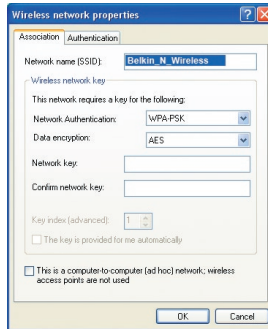 Wireless network properties
Association
Authentication
Network name (SSID):
Belkin_N_Wireless
Wireless network key
This network requires a key for the following:
Network Authentication:
WPA-PSK
Data encryption:
AES
Network key:
Confirm network key:
Key index (advanced):
1
The key is provided for me automatically
This is a computer-to-computer (ad hoc) network; wireless
access points are not used
OK
Cancel